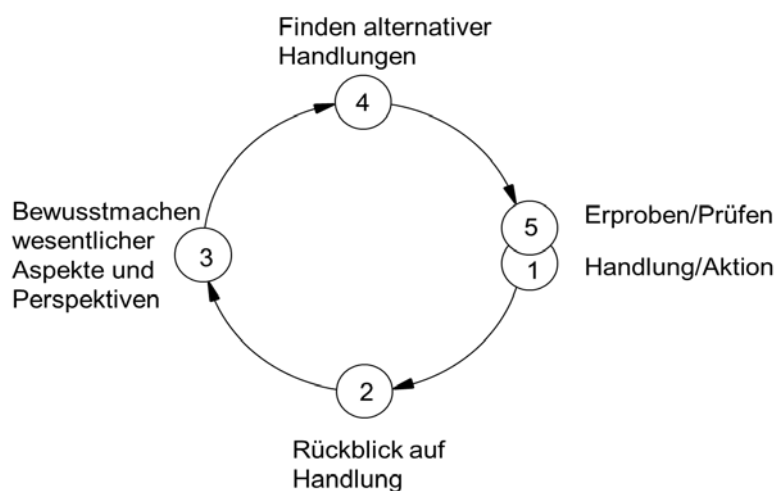 Finden alternativer
Handlungen
4
Bewusstmachen
wesentlicher
Aspekte und
Perspektiven
3
5
Erproben/Prüfen
1
Handlung/Aktion
2
Rückblick auf
Handlung